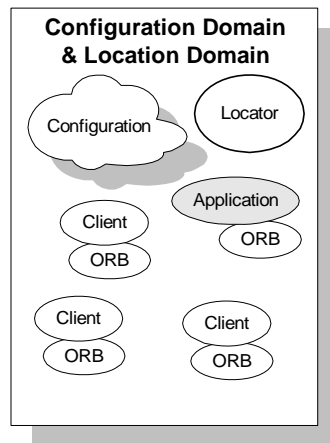 Configuration Domain
& Location Domain
Configuration
Locator
Application
ORB
Client
ORB
Client
ORB
Client
ORB